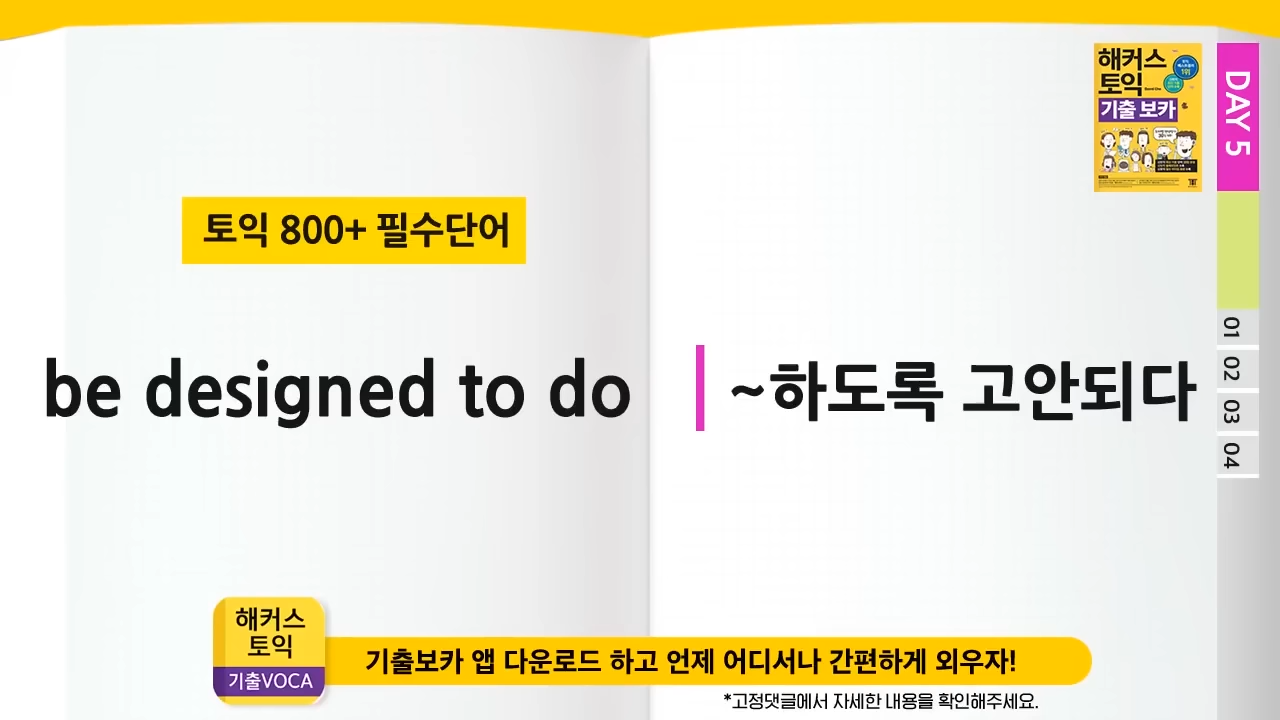 해커스
토익
기출 보카
1위
DAY 5
토익 800+ 필수단어
be designed to do
~하도록 고안되다
01
02
03
04
해커스
토익
기출VOCA
기출보카 앱 다운로드 하고 언제 어디서나 간편하게 외우자!
*고정댓글에서 자세한 내용을 확인해주세요.